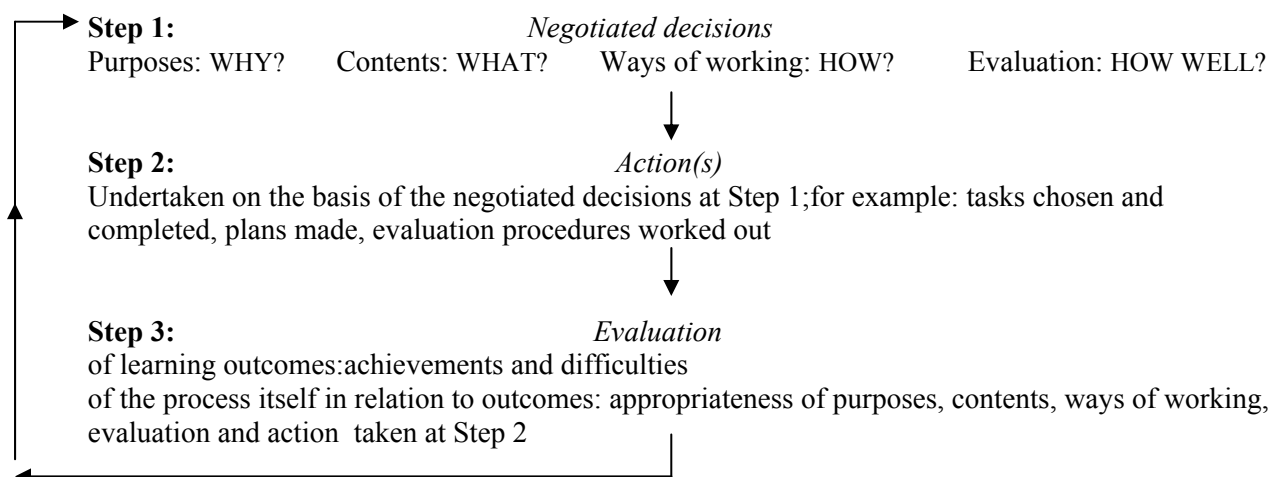 Step 1: Negotiated decisions
Purposes: WHY? Contents: WHAT? Ways of working: HOW? Evaluation: HOW WELL?
Step 2: Action(s)
Undertaken on the basis of the negotiated decisions at Step 1;for example: tasks chosen and
completed, plans made, evaluation procedures worked out
Step 3: Evaluation
of learning outcomes:achievements and difficulties
of the process itself in relation to outcomes: appropriateness of purposes, contents, ways of working,
evaluation and action taken at Step 2